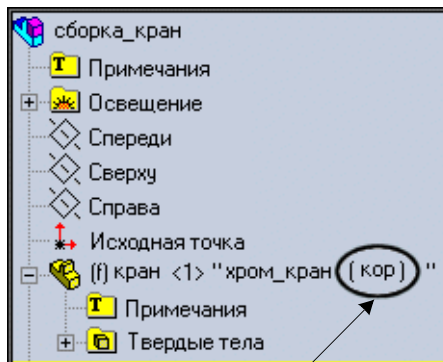 сборка_кран
Примечания
Освещение
Спереди
Сверху
Справа
Исходная точка
(f) кран <1> "хром_кран (кор) "
Примечания
Твердые тела